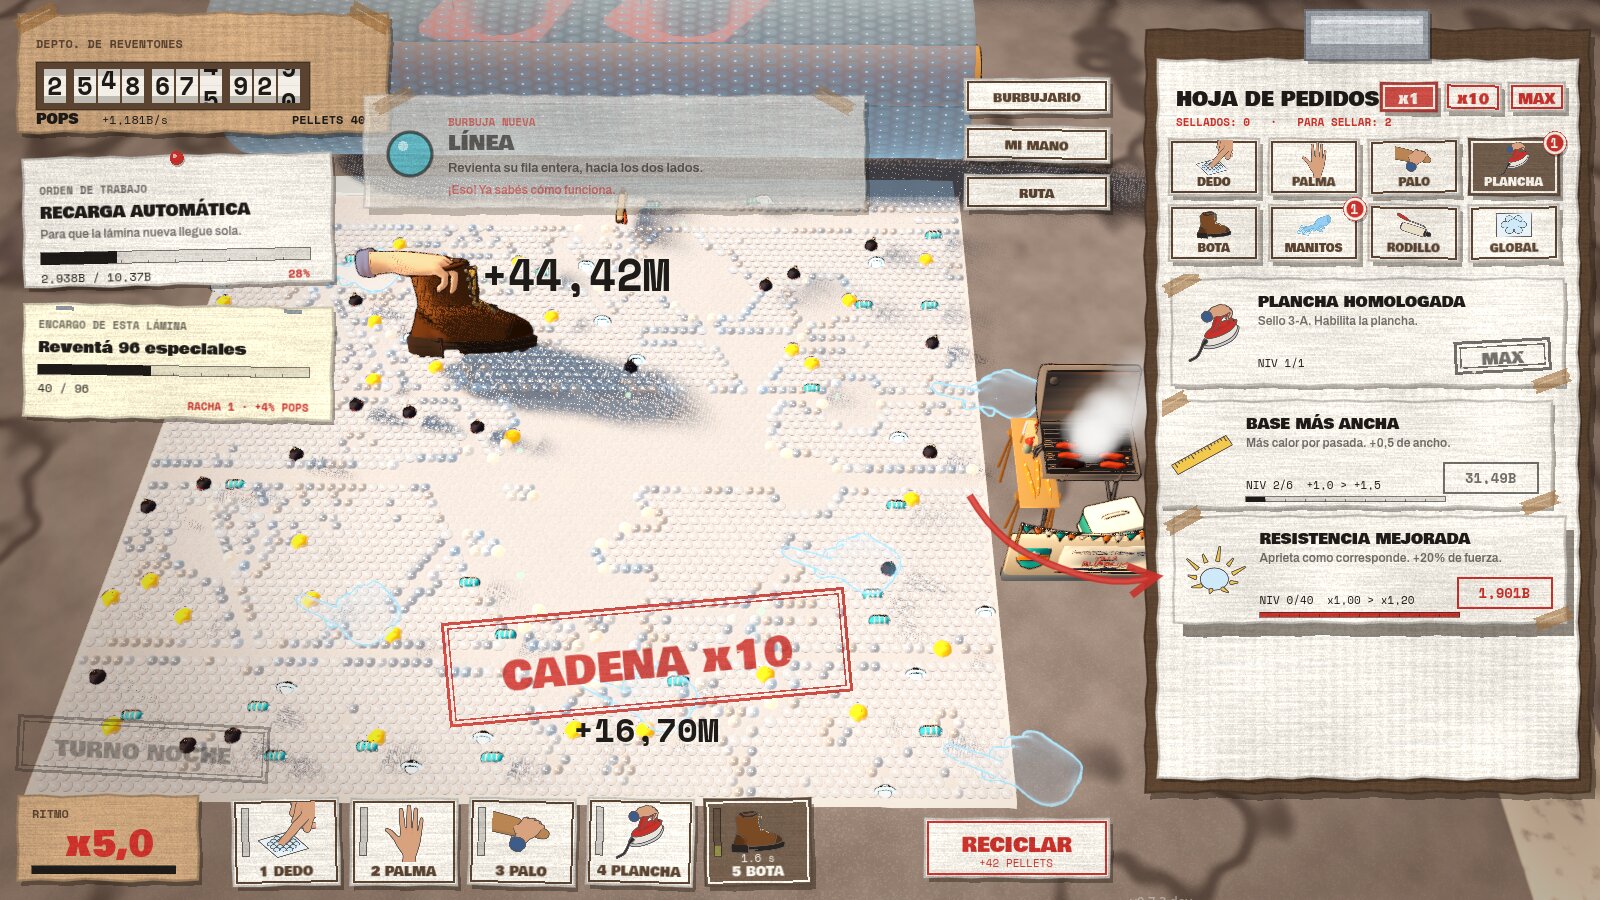 DEPTO. DE REVENTONES
POPS +1,181B/s PELLETS 40
ORDEN DE TRABAJO
RECARGA AUTOMÁTICA
Para que la lámina nueva llegue sola.
2,938B / 10,37B 28%
ENCARGO DE ESTA LÁMINA
Reventá 96 especiales
40 / 96
RACHA 1 · +4% POPS
BURBUJA NUEVA
LÍNEA
Revienta su fila entera, hacia los dos lados.
¡Eso! Ya sabés cómo funciona.
+44,42M
CADENA x10
+16,70M
TURNO NOCHE
BURBUJARIO
MI MANO
RUTA
HOJA DE PEDIDOS x1 x10 MAX
SELLADOS: 0 · PARA SELLAR: 2
DEDO PALMA PALO PLANCHA 1
BOTA MANITOS 1 RODILLO GLOBAL
PLANCHA HOMOLOGADA
Sello 3-A. Habilita la plancha.
NIV 1/1 MAX
BASE MÁS ANCHA
Más calor por pasada. +0,5 de ancho.
NIV 2/6 +1.0 > +1.5 31,49B
RESISTENCIA MEJORADA
Aprieta como corresponde. +20% de fuerza.
NIV 0/40 x1,00 > x1,20 1,901B
RITMO
x5,0
1 DEDO 2 PALMA 3 PALO 4 PLANCHA 1.6 s 5 BOTA
RECICLAR
+42 PELLETS